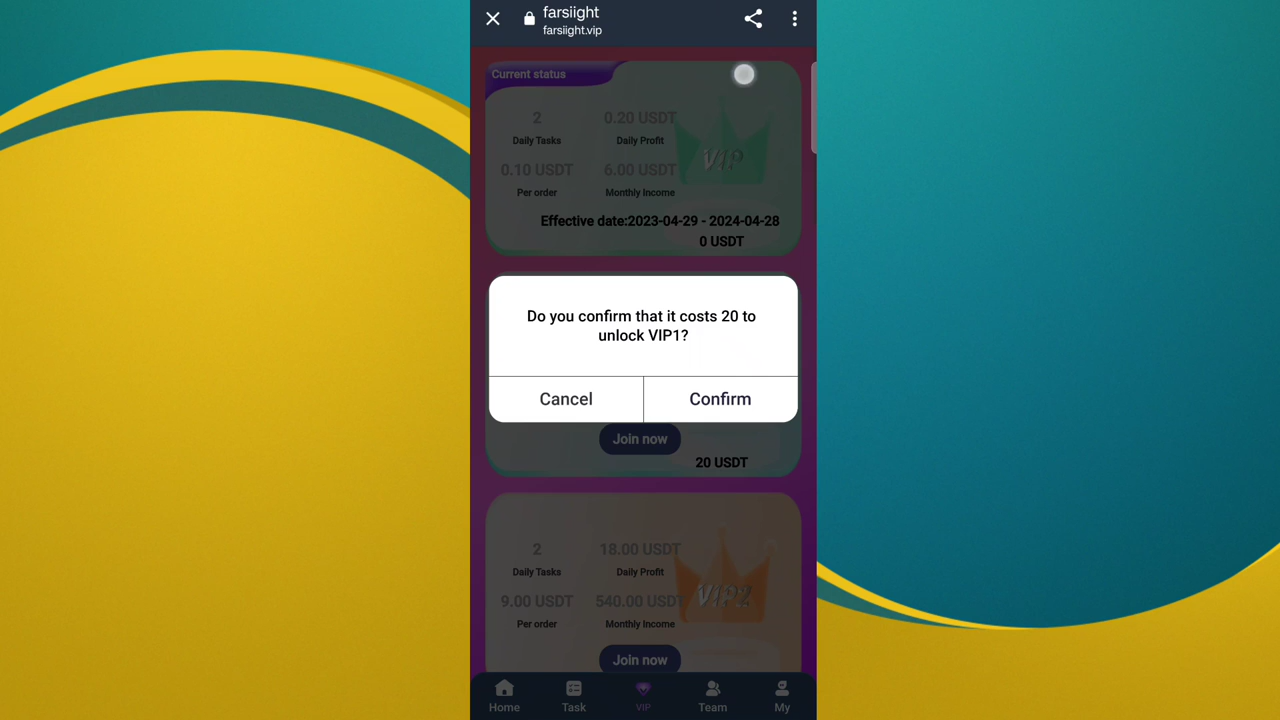 farsiight
farsiight.vip
Current status
2
0.20 USDT
Daily Tasks
Daily Profit
VIP
0.10 USDT
6.00 USDT
Per order
Monthly Income
Effective date:2023-04-29 - 2024-04-28
0 USDT
Do you confirm that it costs 20 to
unlock VIP1?
Cancel
Confirm
Join now
20 USDT
2
18.00 USDT
Daily Tasks
Daily Profit
VIP2
9.00 USDT
540.00 USDT
Per order
Monthly Income
Join now
Home
Task
VIP
Team
My